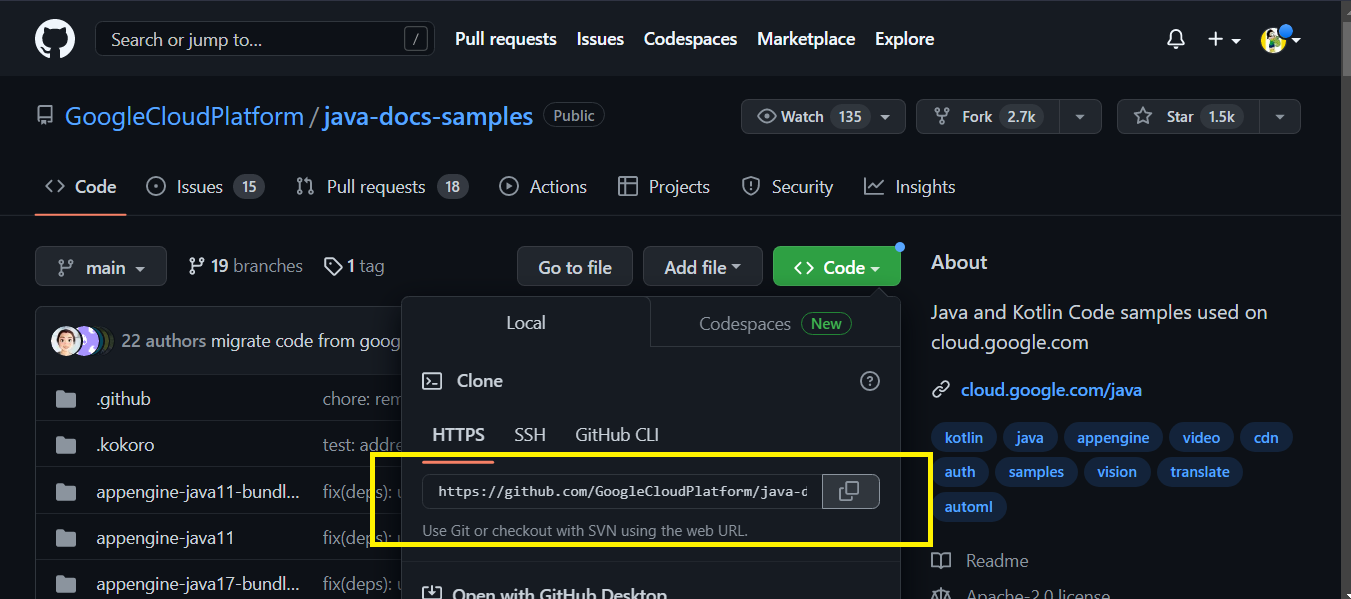 Search or jump to... /
Pull requests Issues Codespaces Marketplace Explore
GoogleCloudPlatform / java-docs-samples Public
Watch 135 Fork 2.7k Star 1.5k
Code Issues 15 Pull requests 18 Actions Projects Security Insights
main 19 branches 1 tag
Go to file Add file Code
22 authors migrate code from goog
.github chore: rem
.kokoro test: addre
appengine-java11-bundl... fix(deps): u
appengine-java11 fix(deps): u
appengine-java17-bundl... fix(deps): u
Local Codespaces New
Clone ?
HTTPS SSH GitHub CLI
https://github.com/GoogleCloudPlatform/java-d
Use Git or checkout with SVN using the web URL.
Open with GitHub Desktop
About
Java and Kotlin Code samples used on
cloud.google.com
cloud.google.com/java
kotlin java appengine video cdn
auth samples vision translate
automl
Readme
Apache-2.0 license